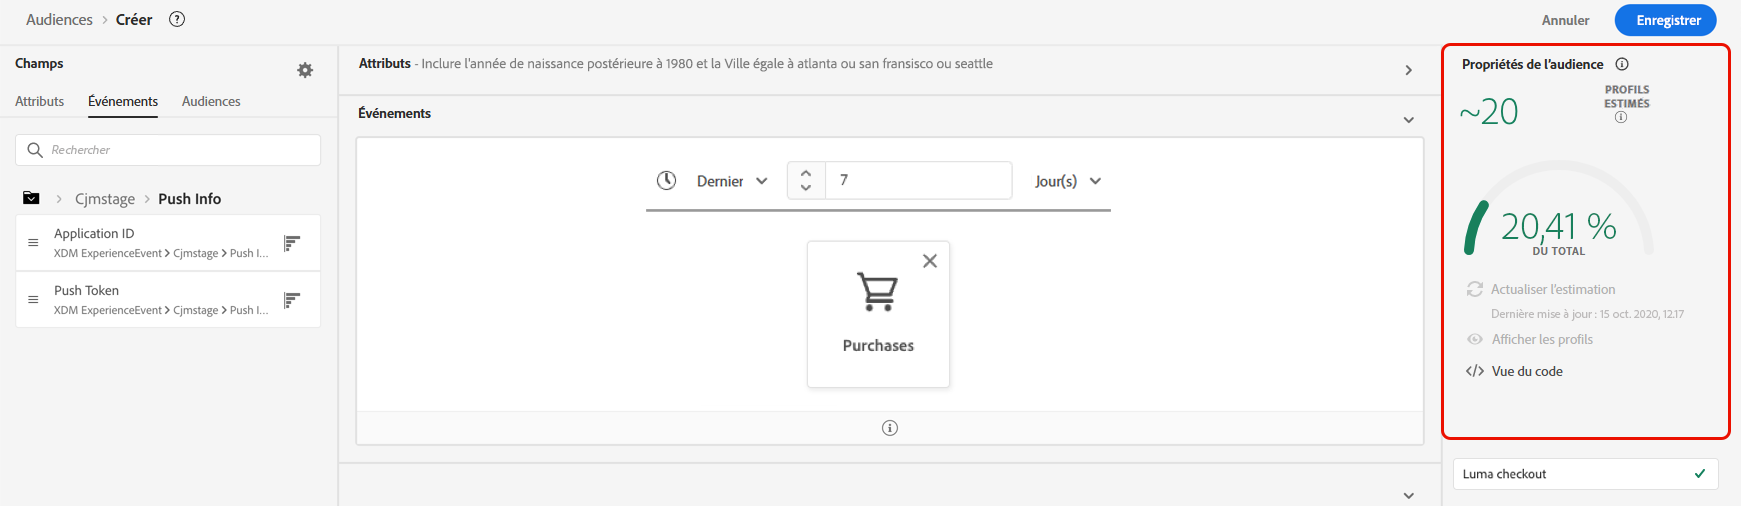 Audiences > Créer
Annuler
Enregistrer
Champs
Attributs
Événements
Audiences
Rechercher
Cjmstage > Push Info
Application ID
XDM ExperienceEvent > Cjmstage > Push I...
Push Token
XDM ExperienceEvent > Cjmstage > Push I...
Attributs - Inclure l'année de naissance postérieure à 1980 et la Ville égale à atlanta ou san fransisco ou seattle
Événements
Dernier
7
Jour(s)
Purchases
Propriétés de l'audience
~20
PROFILS
ESTIMÉS
20,41 %
DU TOTAL
Actualiser l'estimation
Dernière mise à jour : 15 oct. 2020, 12.17
Afficher les profils
</> Vue du code
Luma checkout